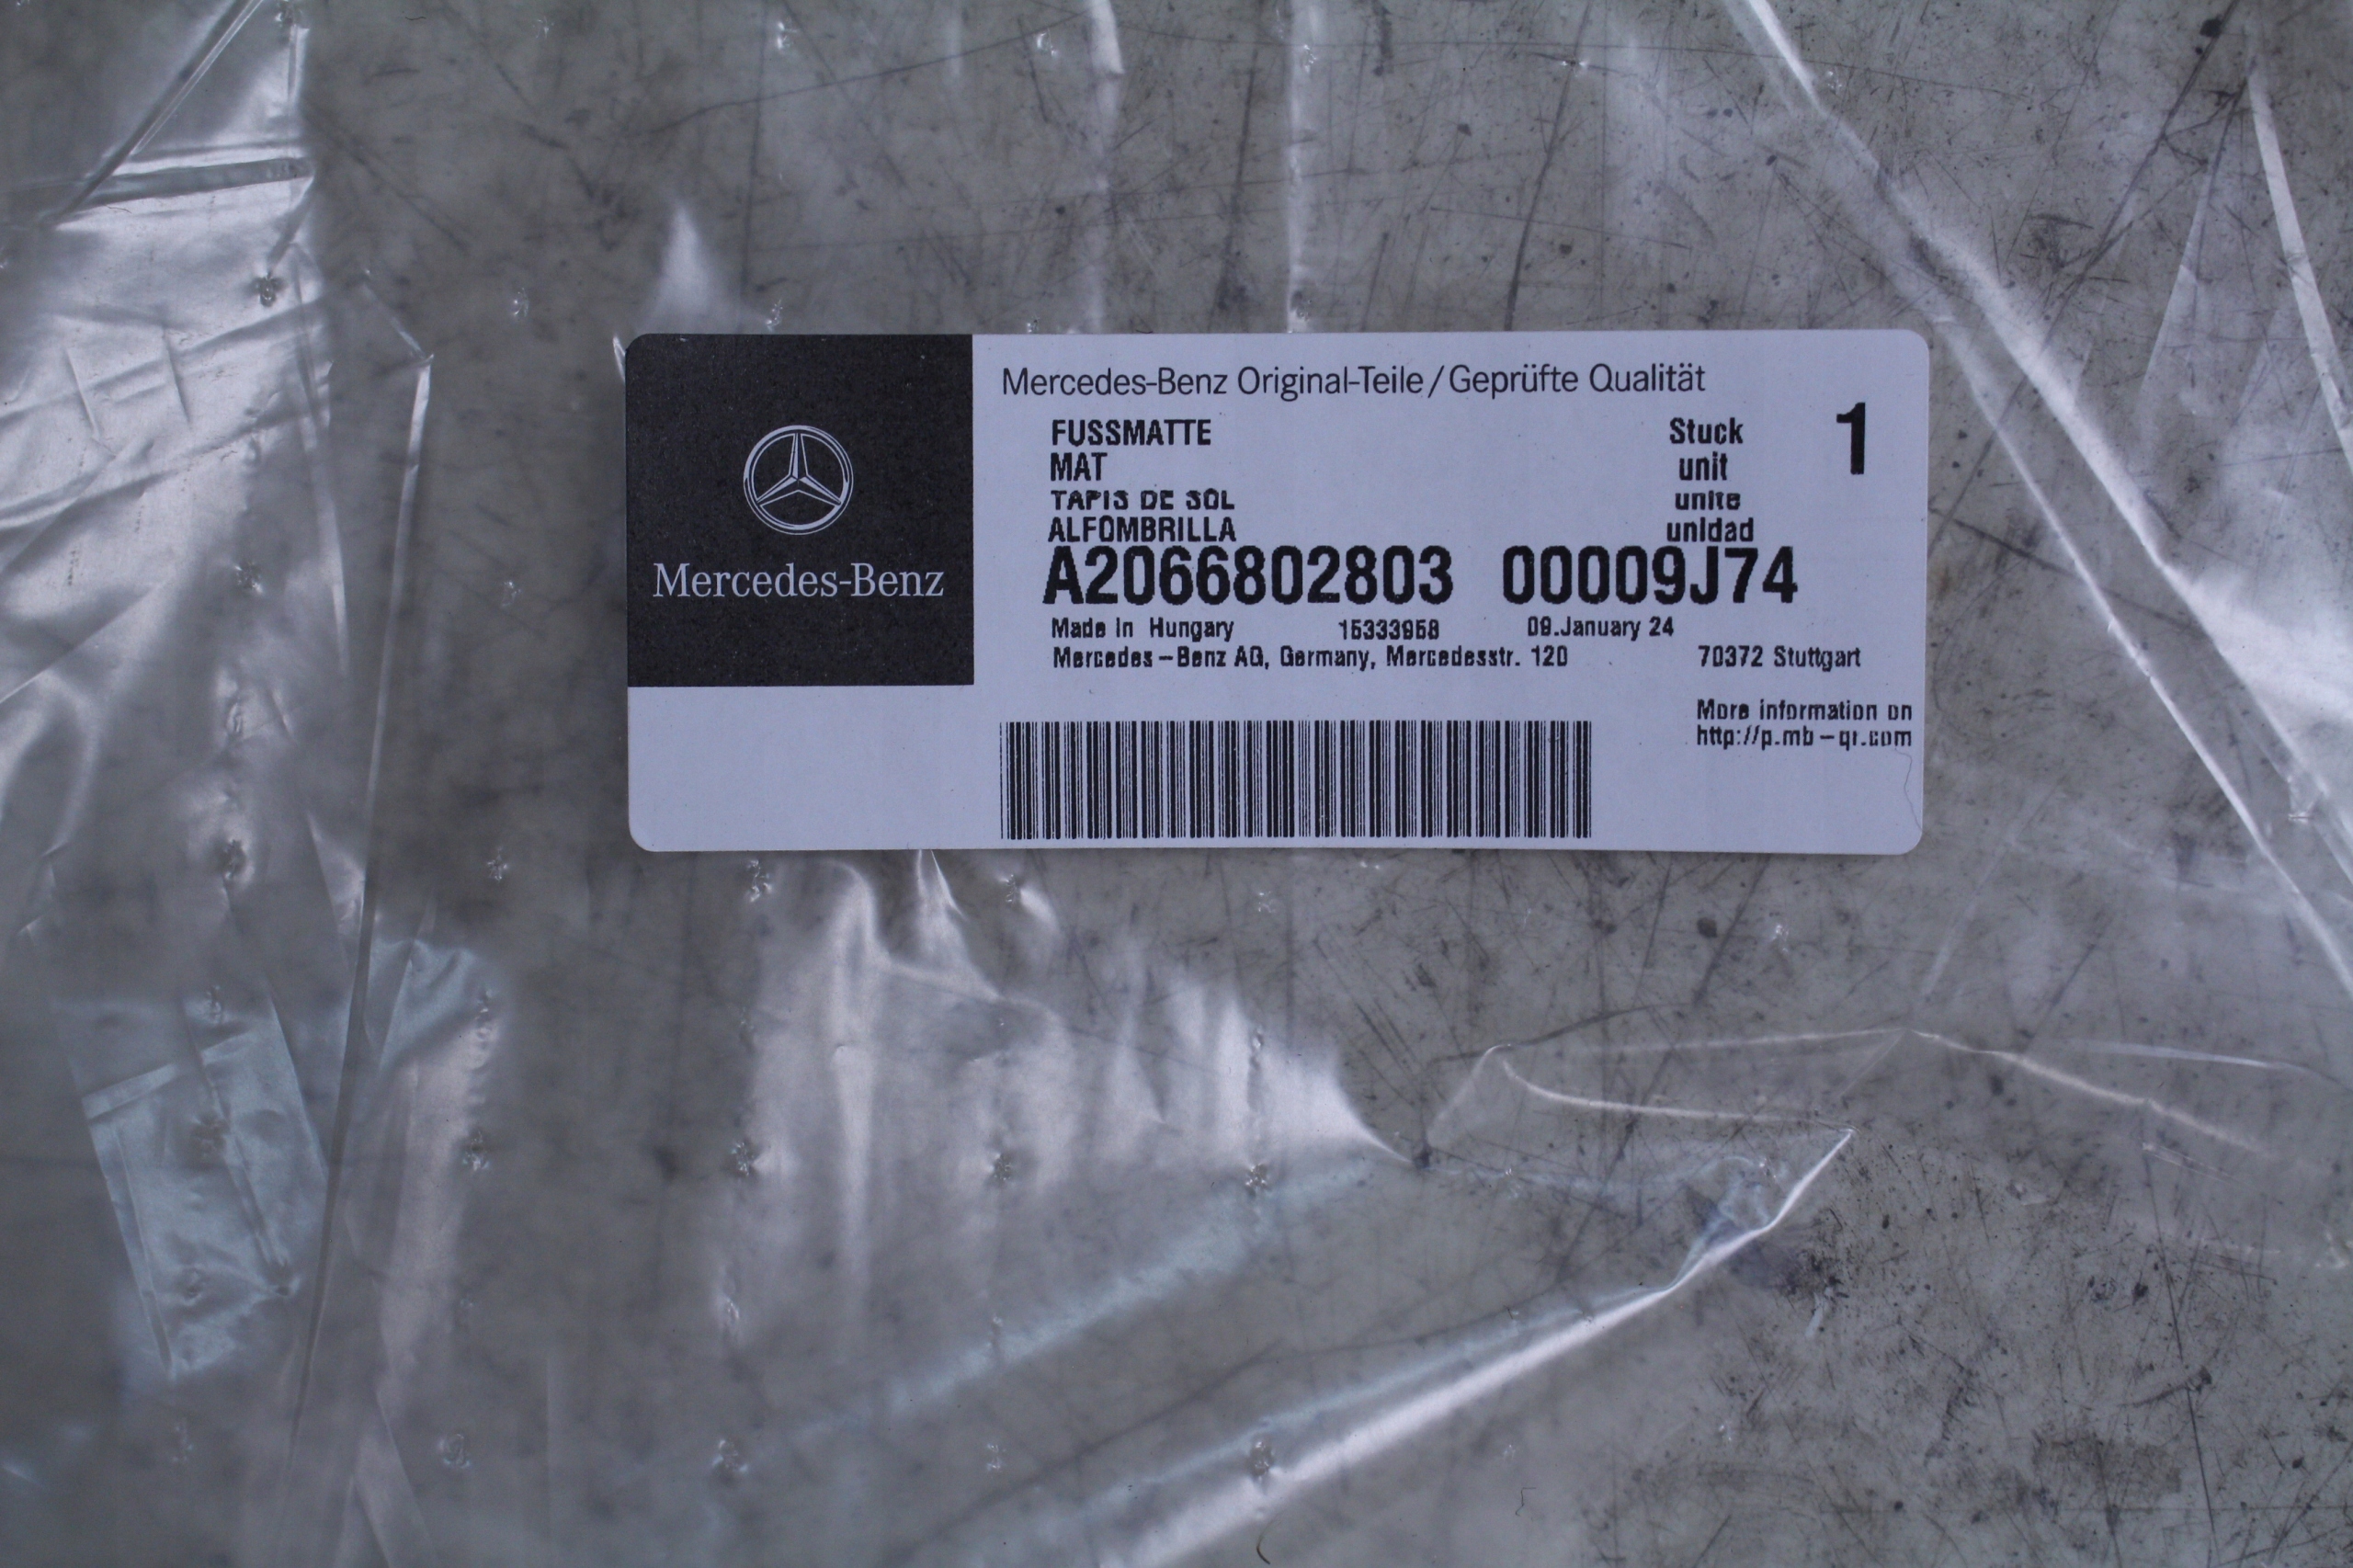 Mercedes-Benz
Mercedes-Benz Original-Teile/Geprüfte Qualität
FUSSMATTE Stuck 1
MAT unit
TAPIS DE SOL unite
ALFOMBRILLA unidad
A2066802803 00009J74
Made in Hungary 15333958 09.January 24
Mercedes-Benz AG, Germany, Mercedesstr. 120 70372 Stuttgart
More information on
http://p.mb-qr.com